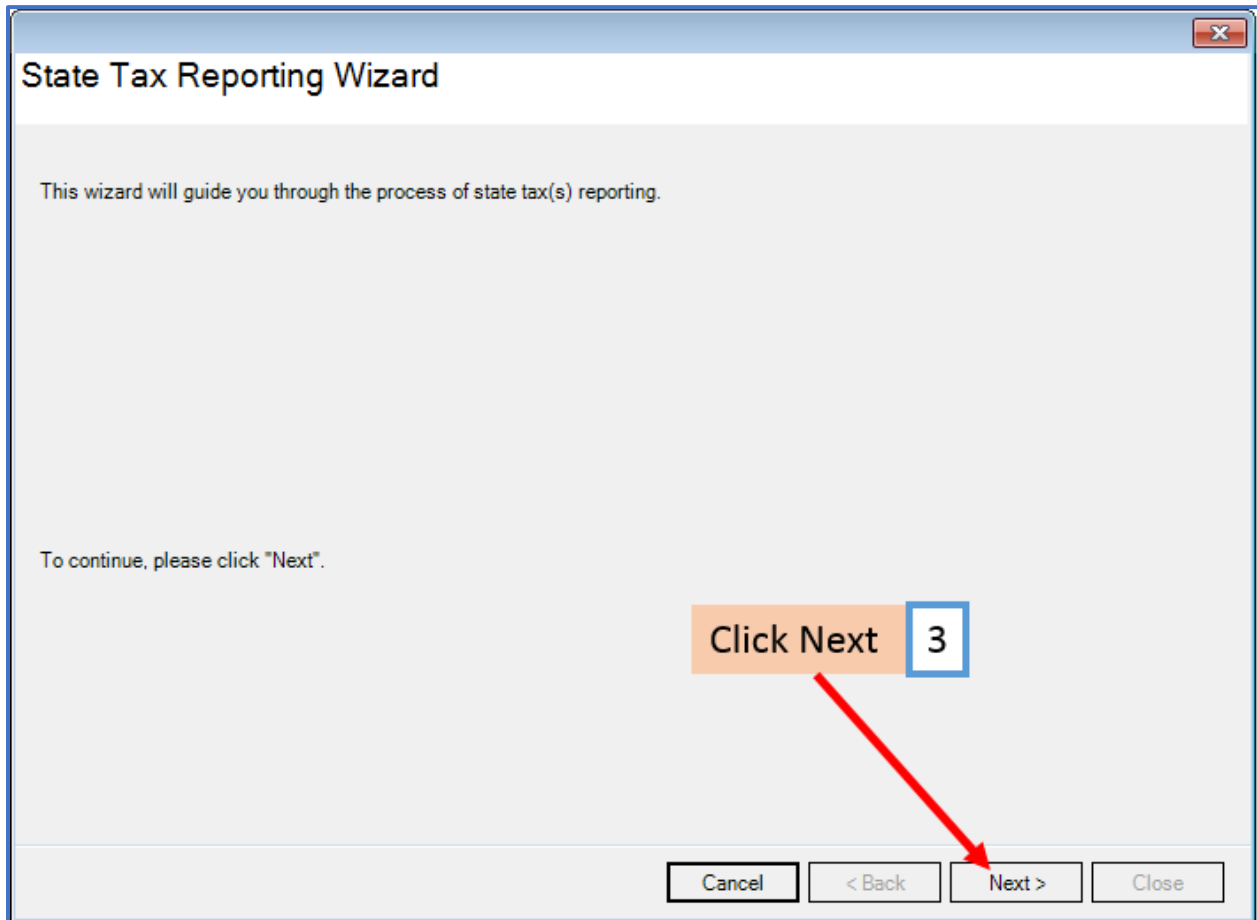 State Tax Reporting Wizard
This wizard will guide you through the process of state tax(s) reporting.
To continue, please click "Next".
Click Next 3
Cancel < Back Next > Close